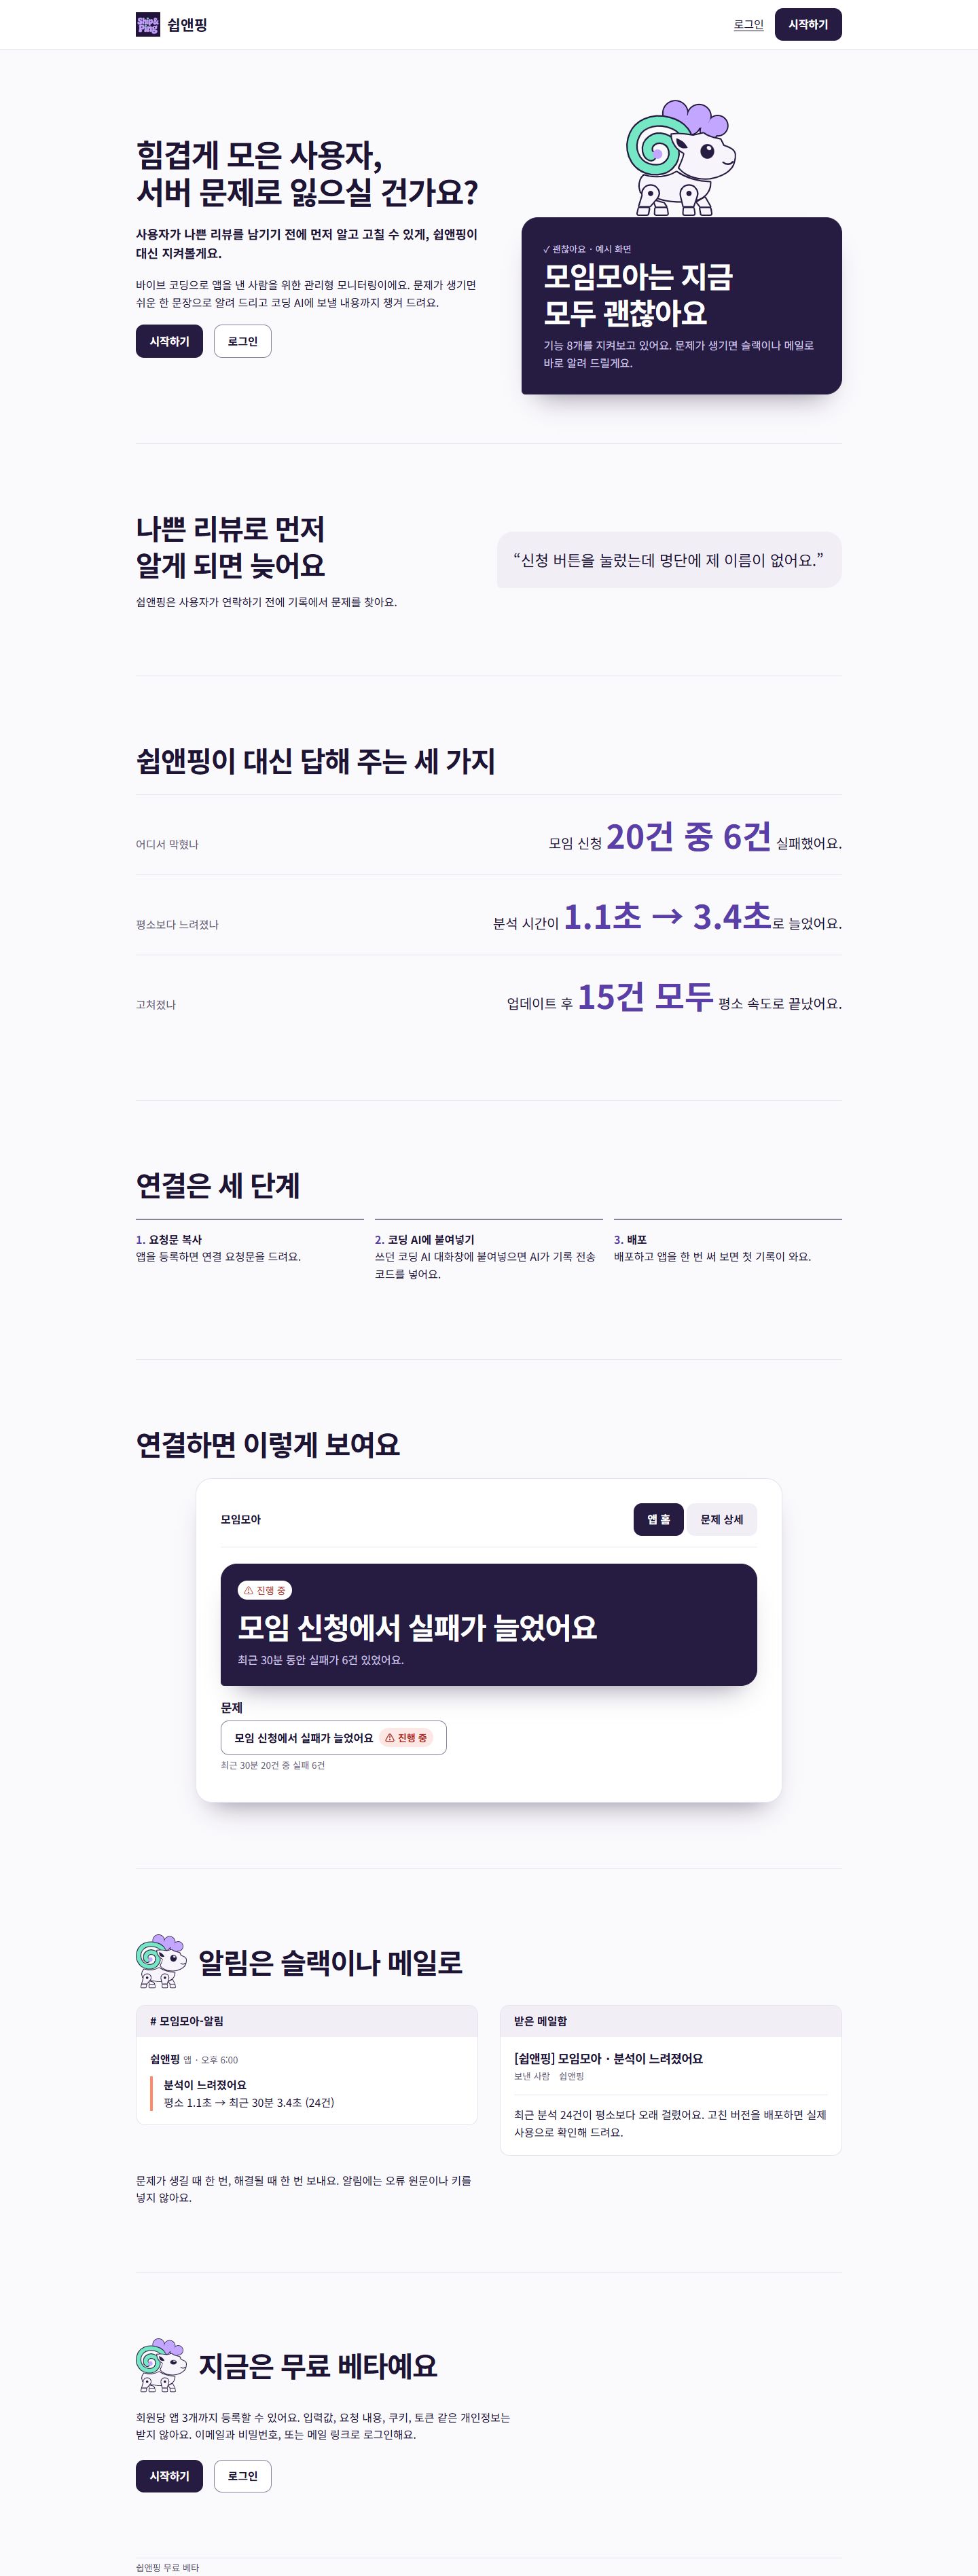 Ship&
Ping
쉽앤핑
로그인
시작하기
힘겹게 모은 사용자,
서버 문제로 잃으실 건가요?
사용자가 나쁜 리뷰를 남기기 전에 먼저 알고 고칠 수 있게, 쉽앤핑이
대신 지켜볼게요.
바이브 코딩으로 앱을 낸 사람을 위한 관리형 모니터링이에요. 문제가 생기면
쉬운 한 문장으로 알려 드리고 코딩 AI에 보낼 내용까지 챙겨 드려요.
시작하기
로그인
✓ 괜찮아요 · 예시 화면
모임모아는 지금
모두 괜찮아요
기능 8개를 지켜보고 있어요. 문제가 생기면 슬랙이나 메일로
바로 알려 드릴게요.
나쁜 리뷰로 먼저
알게 되면 늦어요
쉽앤핑은 사용자가 연락하기 전에 기록에서 문제를 찾아요.
“신청 버튼을 눌렀는데 명단에 제 이름이 없어요.”
쉽앤핑이 대신 답해 주는 세 가지
어디서 막혔나
모임 신청 20건 중 6건 실패했어요.
평소보다 느려졌나
분석 시간이 1.1초 → 3.4초로 늘었어요.
고쳐졌나
업데이트 후 15건 모두 평소 속도로 끝났어요.
연결은 세 단계
1. 요청문 복사
앱을 등록하면 연결 요청문을 드려요.
2. 코딩 AI에 붙여넣기
쓰던 코딩 AI 대화창에 붙여넣으면 AI가 기록 전송
코드를 넣어요.
3. 배포
배포하고 앱을 한 번 써 보면 첫 기록이 와요.
연결하면 이렇게 보여요
모임모아
앱 홈
문제 상세
⚠ 진행 중
모임 신청에서 실패가 늘었어요
최근 30분 동안 실패가 6건 있었어요.
문제
모임 신청에서 실패가 늘었어요 ⚠ 진행 중
최근 30분 20건 중 실패 6건
알림은 슬랙이나 메일로
# 모임모아-알림
쉽앤핑 앱 · 오후 6:00
분석이 느려졌어요
평소 1.1초 → 최근 30분 3.4초 (24건)
받은 메일함
[쉽앤핑] 모임모아 · 분석이 느려졌어요
보낸 사람 쉽앤핑
최근 분석 24건이 평소보다 오래 걸렸어요. 고친 버전을 배포하면 실제
사용으로 확인해 드려요.
문제가 생길 때 한 번, 해결될 때 한 번 보내요. 알림에는 오류 원문이나 키를
넣지 않아요.
지금은 무료 베타예요
회원당 앱 3개까지 등록할 수 있어요. 입력값, 요청 내용, 쿠키, 토큰 같은 개인정보는
받지 않아요. 이메일과 비밀번호, 또는 메일 링크로 로그인해요.
시작하기
로그인
쉽앤핑 무료 베타